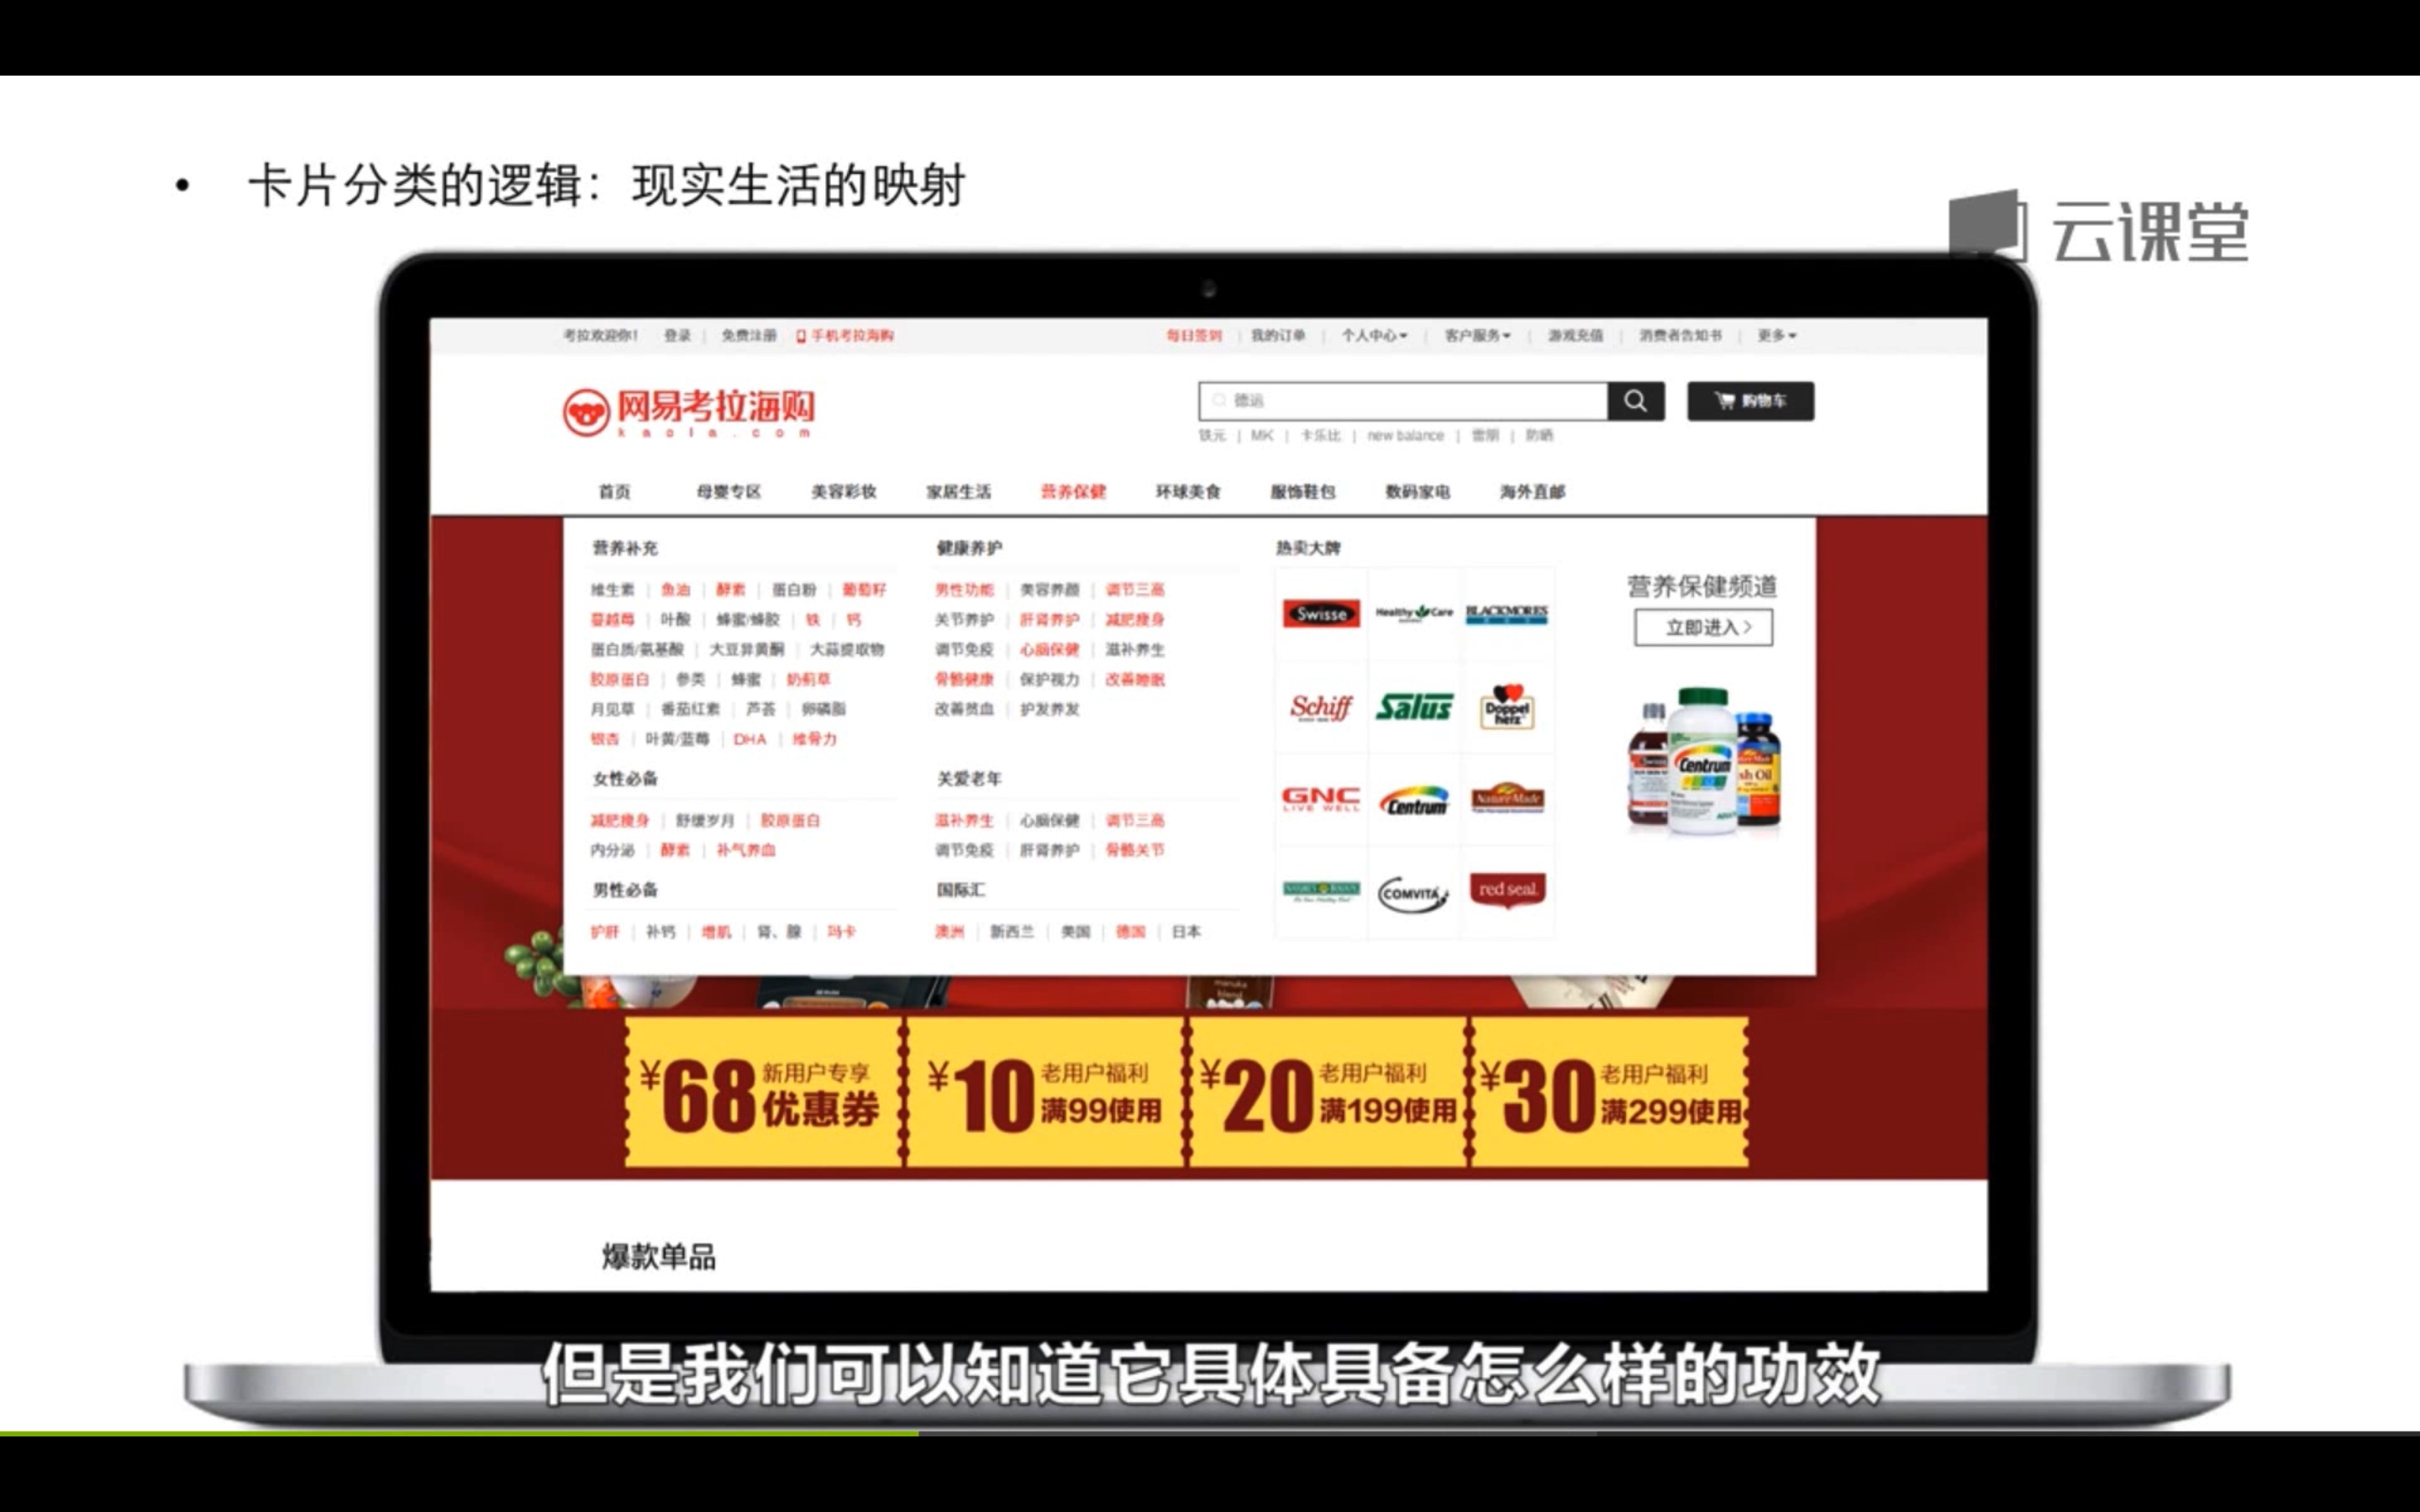 卡片分类的逻辑：现实生活的映射
云课堂
考拉欢迎你！ 登录 | 免费注册 手机考拉海购 每日签到 | 我的订单 | 个人中心 | 客户服务 | 游戏充值 | 消费者告知书 | 更多
网易考拉海购
kaola.com
德运
购物车
铁元 | MK | 卡乐比 | new balance | 雷朋 | 防晒
首页 母婴专区 美容彩妆 家居生活 营养保健 环球美食 服饰鞋包 数码家电 海外直邮
营养补充
维生素 | 鱼油 | 酵素 | 蛋白粉 | 葡萄籽
蔓越莓 | 叶酸 | 蜂蜜/蜂胶 | 铁 | 钙
蛋白质/氨基酸 | 大豆异黄酮 | 大蒜提取物
胶原蛋白 | 参类 | 蜂蜜 | 奶蓟草
月见草 | 番茄红素 | 芦荟 | 卵磷脂
银杏 | 叶黄/蓝莓 | DHA | 维骨力
女性必备
减肥瘦身 | 舒缓岁月 | 胶原蛋白
内分泌 | 酵素 | 补气养血
男性必备
护肝 | 补钙 | 增肌 | 肾、腺 | 玛卡
健康养护
男性功能 | 美容养颜 | 调节三高
关节养护 | 肝肾养护 | 减肥瘦身
调节免疫 | 心脑保健 | 滋补养生
骨骼健康 | 保护视力 | 改善睡眠
改善贫血 | 护发养发
关爱老年
滋补养生 | 心脑保健 | 调节三高
调节免疫 | 肝肾养护 | 骨骼关节
国际汇
澳洲 | 新西兰 | 美国 | 德国 | 日本
热卖大牌
Swisse Healthy Care BLACKMORES
Schiff Salus Doppel herz
GNC LIVE WELL Centrum Nature Made
COMVITA red seal
营养保健频道
立即进入>
Centrum
sh Oil
manuka
blend
¥68 新用户专享 优惠券
¥10 老用户福利 满99使用
¥20 老用户福利 满199使用
¥30 老用户福利 满299使用
爆款单品
但是我们可以知道它具体具备怎么样的功效